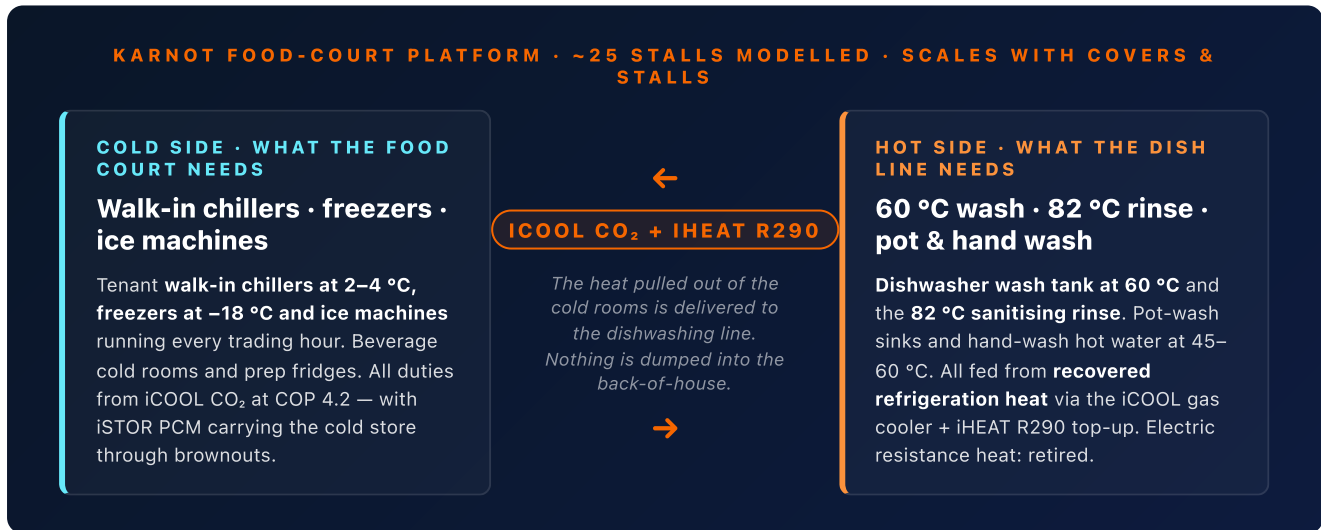 KARNOT FOOD-COURT PLATFORM · ~25 STALLS MODELLED · SCALES WITH COVERS &
STALLS
COLD SIDE · WHAT THE FOOD
COURT NEEDS
Walk-in chillers · freezers ·
ice machines
Tenant walk-in chillers at 2–4 °C,
freezers at −18 °C and ice machines
running every trading hour. Beverage
cold rooms and prep fridges. All duties
from iCOOL CO₂ at COP 4.2 — with
iSTOR PCM carrying the cold store
through brownouts.
←
ICOOL CO₂ + IHEAT R290
The heat pulled out of the
cold rooms is delivered to
the dishwashing line.
Nothing is dumped into the
back-of-house.
→
HOT SIDE · WHAT THE DISH
LINE NEEDS
60 °C wash · 82 °C rinse ·
pot & hand wash
Dishwasher wash tank at 60 °C and
the 82 °C sanitising rinse. Pot-wash
sinks and hand-wash hot water at 45–
60 °C. All fed from recovered
refrigeration heat via the iCOOL gas
cooler + iHEAT R290 top-up. Electric
resistance heat: retired.